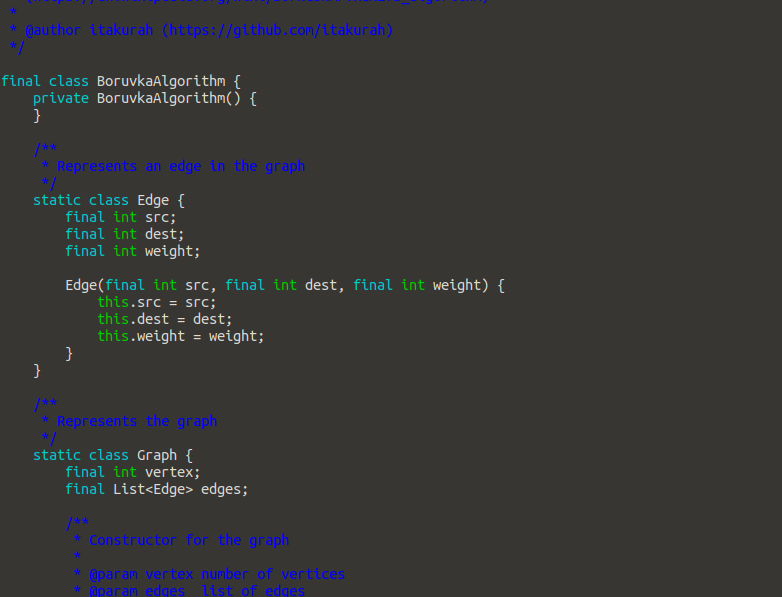 *
 * @author itakurah (https://github.com/itakurah)
 */

final class BoruvkaAlgorithm {
    private BoruvkaAlgorithm() {
    }

    /**
     * Represents an edge in the graph
     */
    static class Edge {
        final int src;
        final int dest;
        final int weight;

        Edge(final int src, final int dest, final int weight) {
            this.src = src;
            this.dest = dest;
            this.weight = weight;
        }
    }

    /**
     * Represents the graph
     */
    static class Graph {
        final int vertex;
        final List<Edge> edges;

        /**
         * Constructor for the graph
         *
         * @param vertex number of vertices
         * @param edges  list of edges